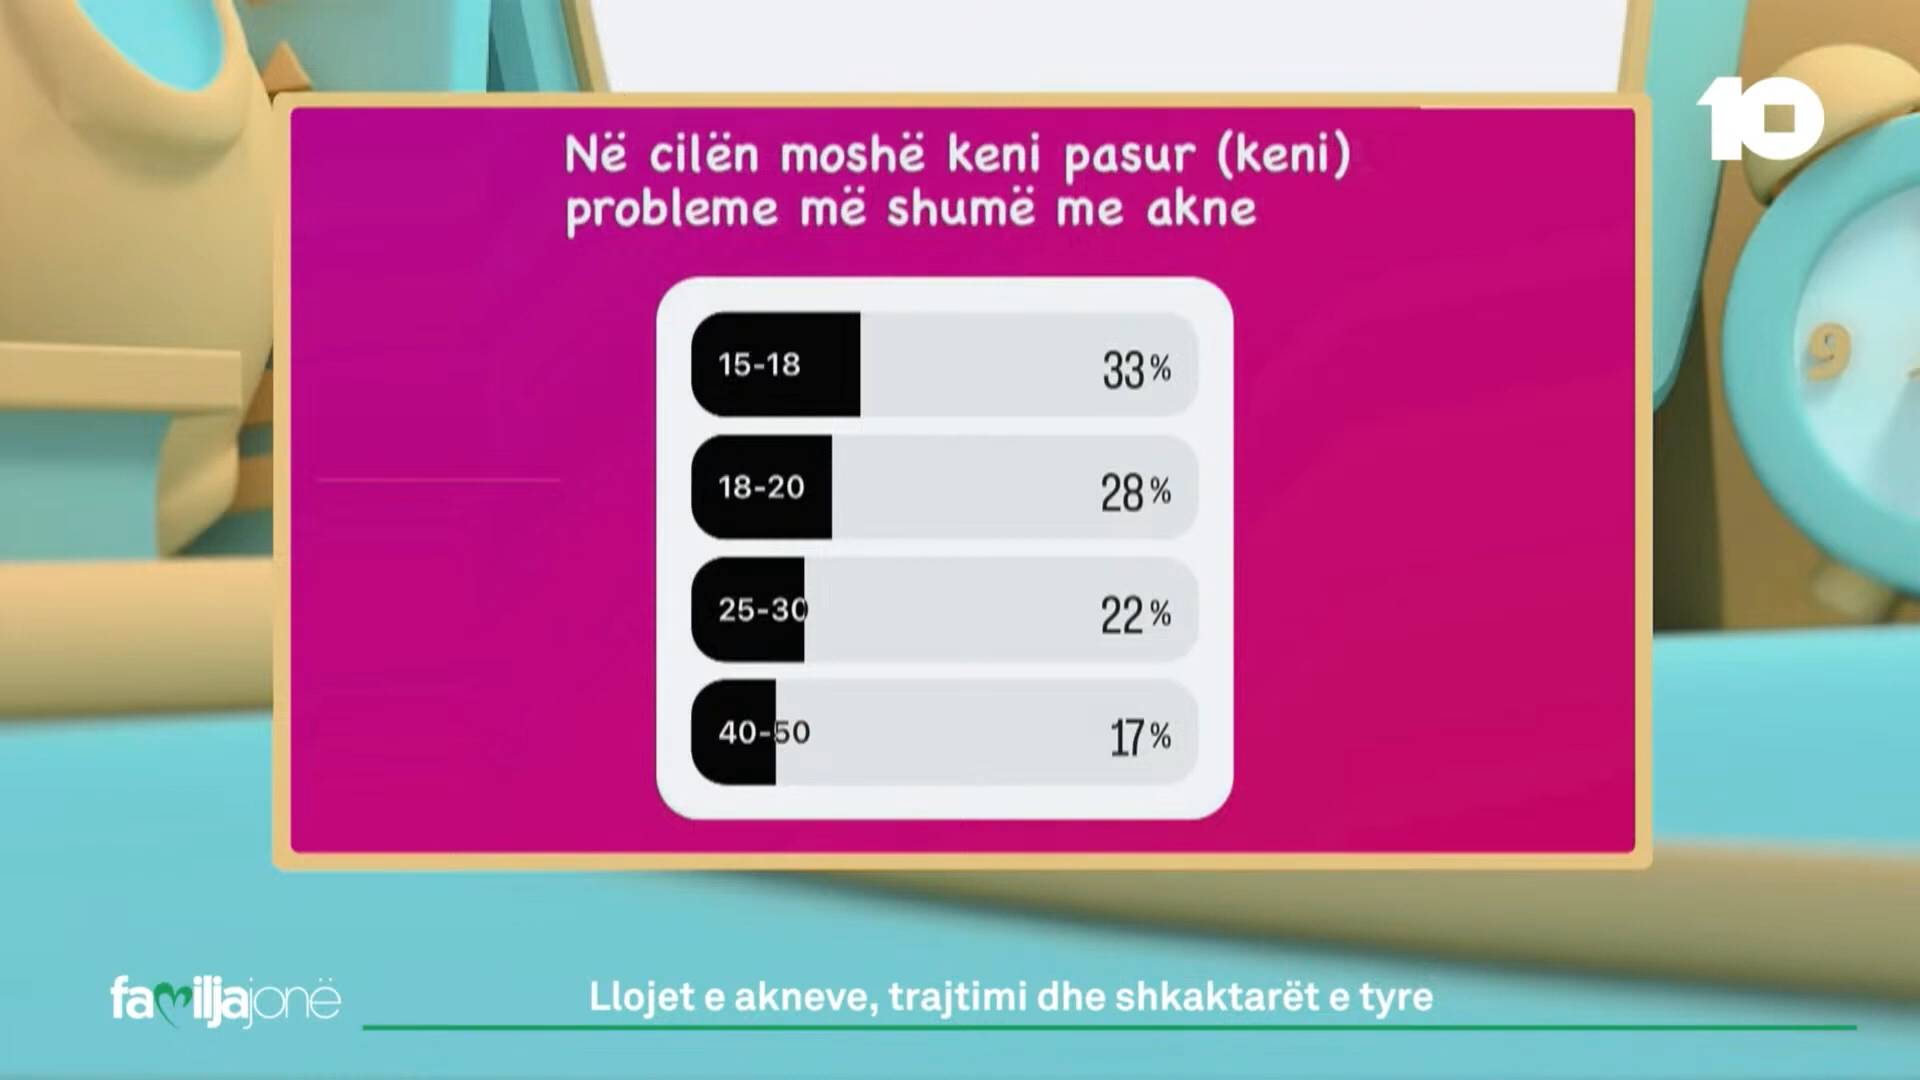 10
Në cilën moshë keni pasur (keni)
probleme më shumë me akne
15-18 33%
18-20 28%
25-30 22%
40-50 17%
9
familjajonë
Llojet e akneve, trajtimi dhe shkaktarët e tyre